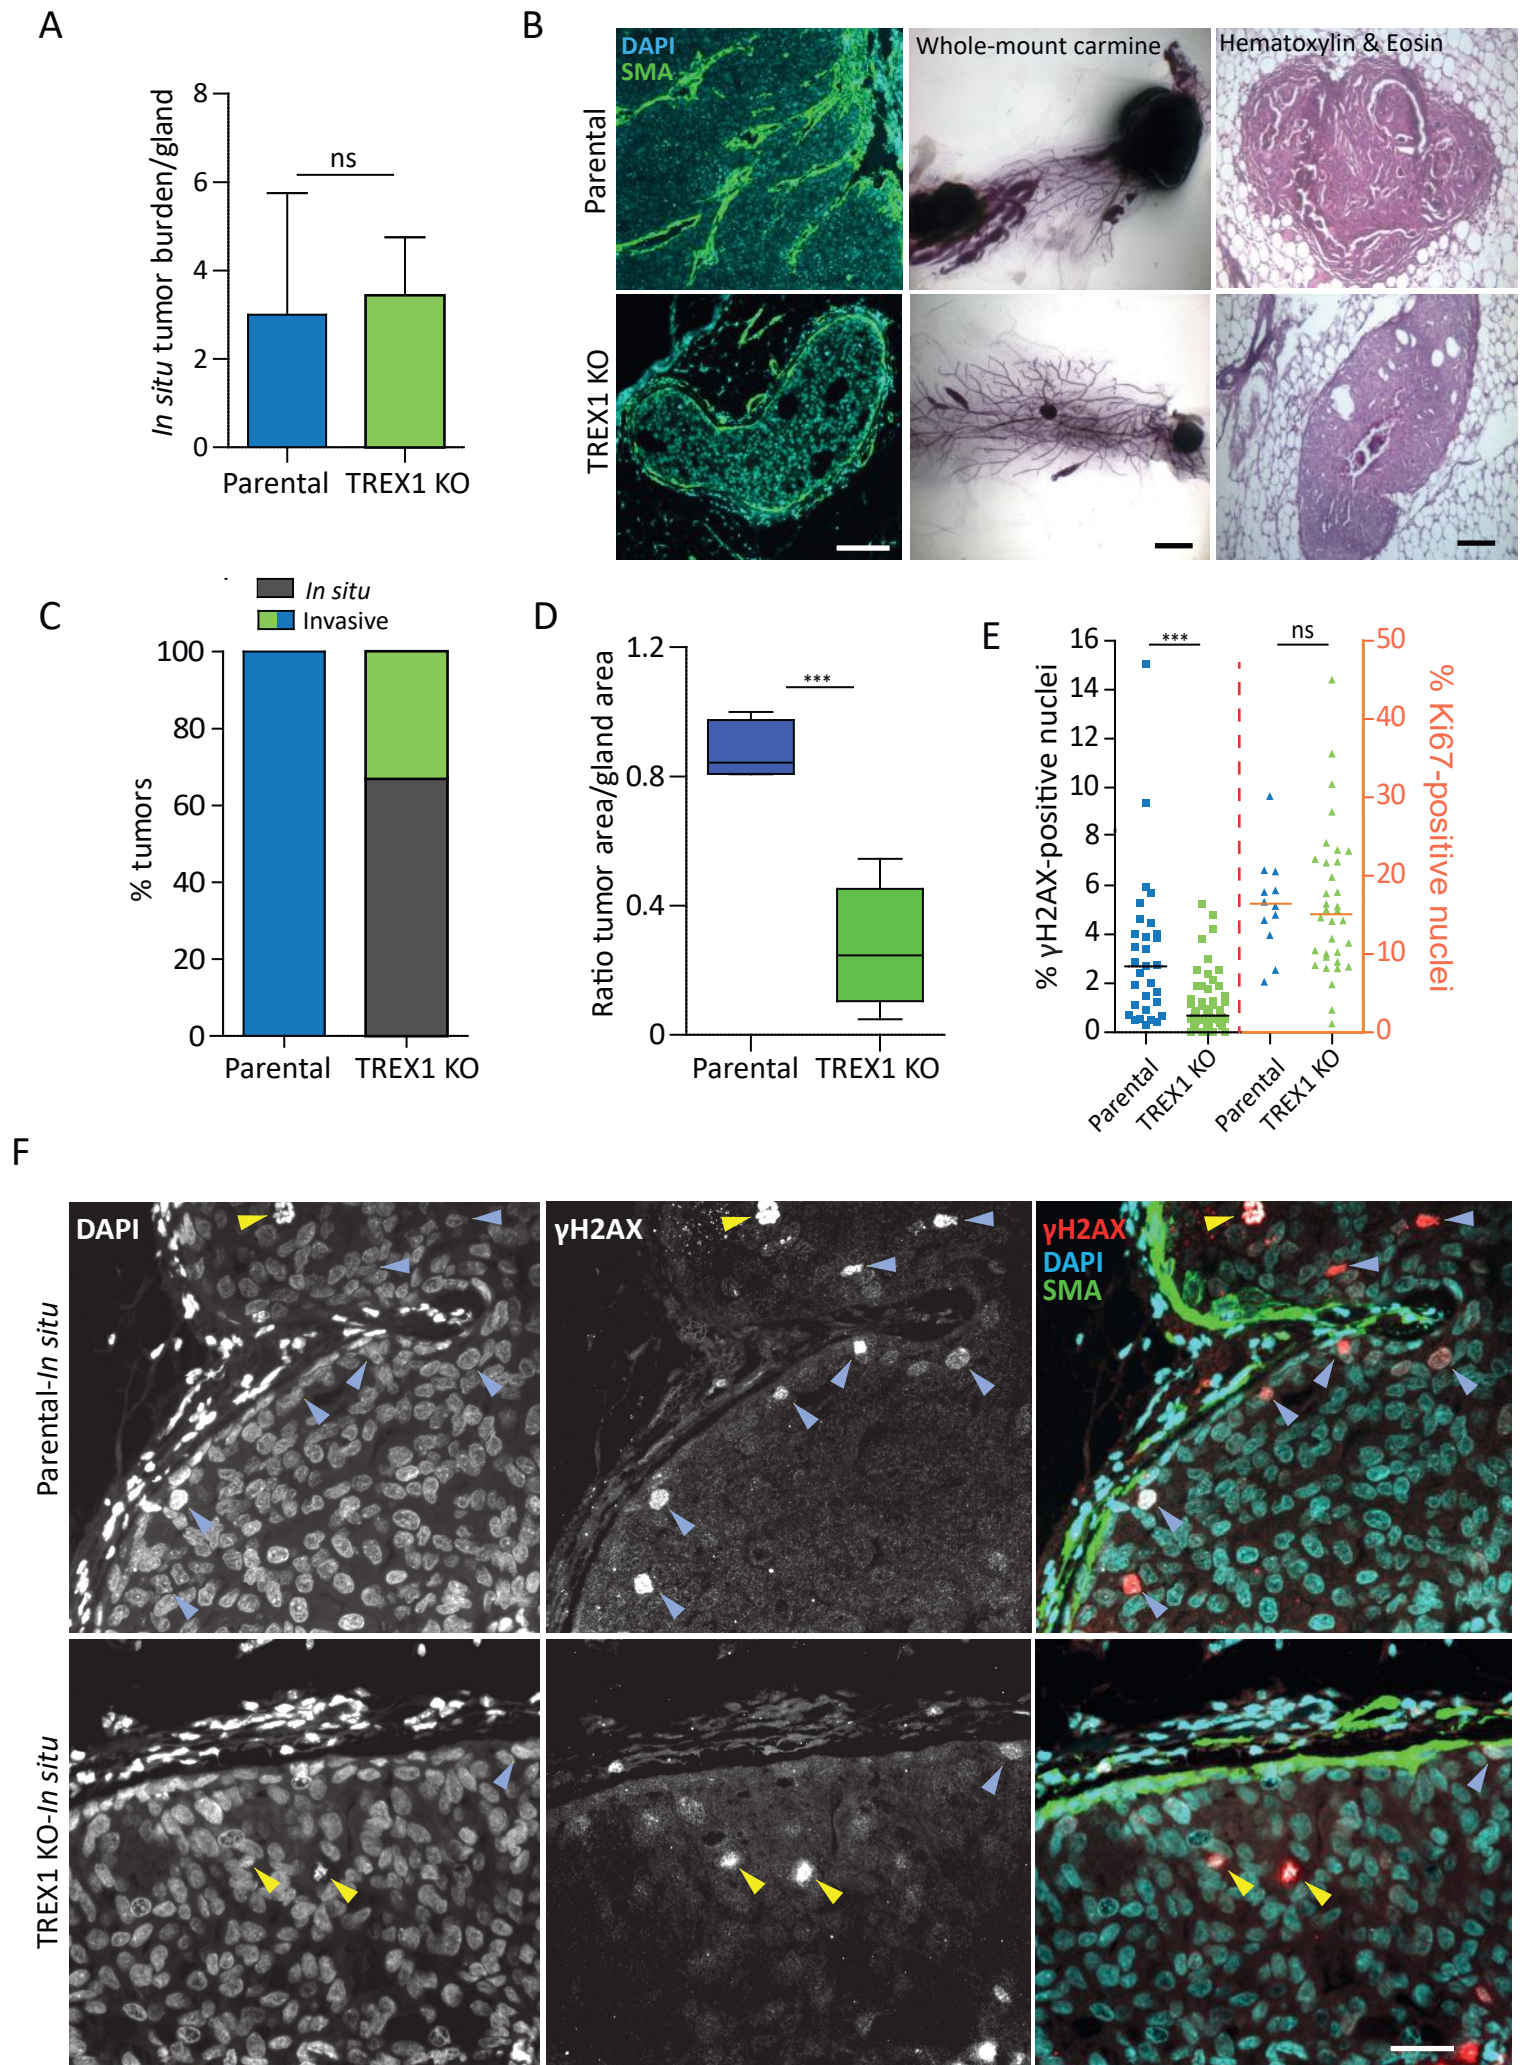 A
In situ tumor burden/gland
8
6
4
2
0
ns
Parental
TREX1 KO
B
Parental
TREX1 KO
DAPI
SMA
Whole-mount carmine
Hematoxylin & Eosin
C
In situ
Invasive
% tumors
100
80
60
40
20
0
Parental
TREX1 KO
D
Ratio tumor area/gland area
1.2
0.8
0.4
0
***
Parental
TREX1 KO
E
% γH2AX-positive nuclei
16
14
12
10
8
6
4
2
0
***
ns
50
40
30
20
10
0
% Ki67-positive nuclei
Parental
TREX1 KO
Parental
TREX1 KO
F
Parental-In situ
DAPI
γH2AX
γH2AX
DAPI
SMA
TREX1 KO-In situ